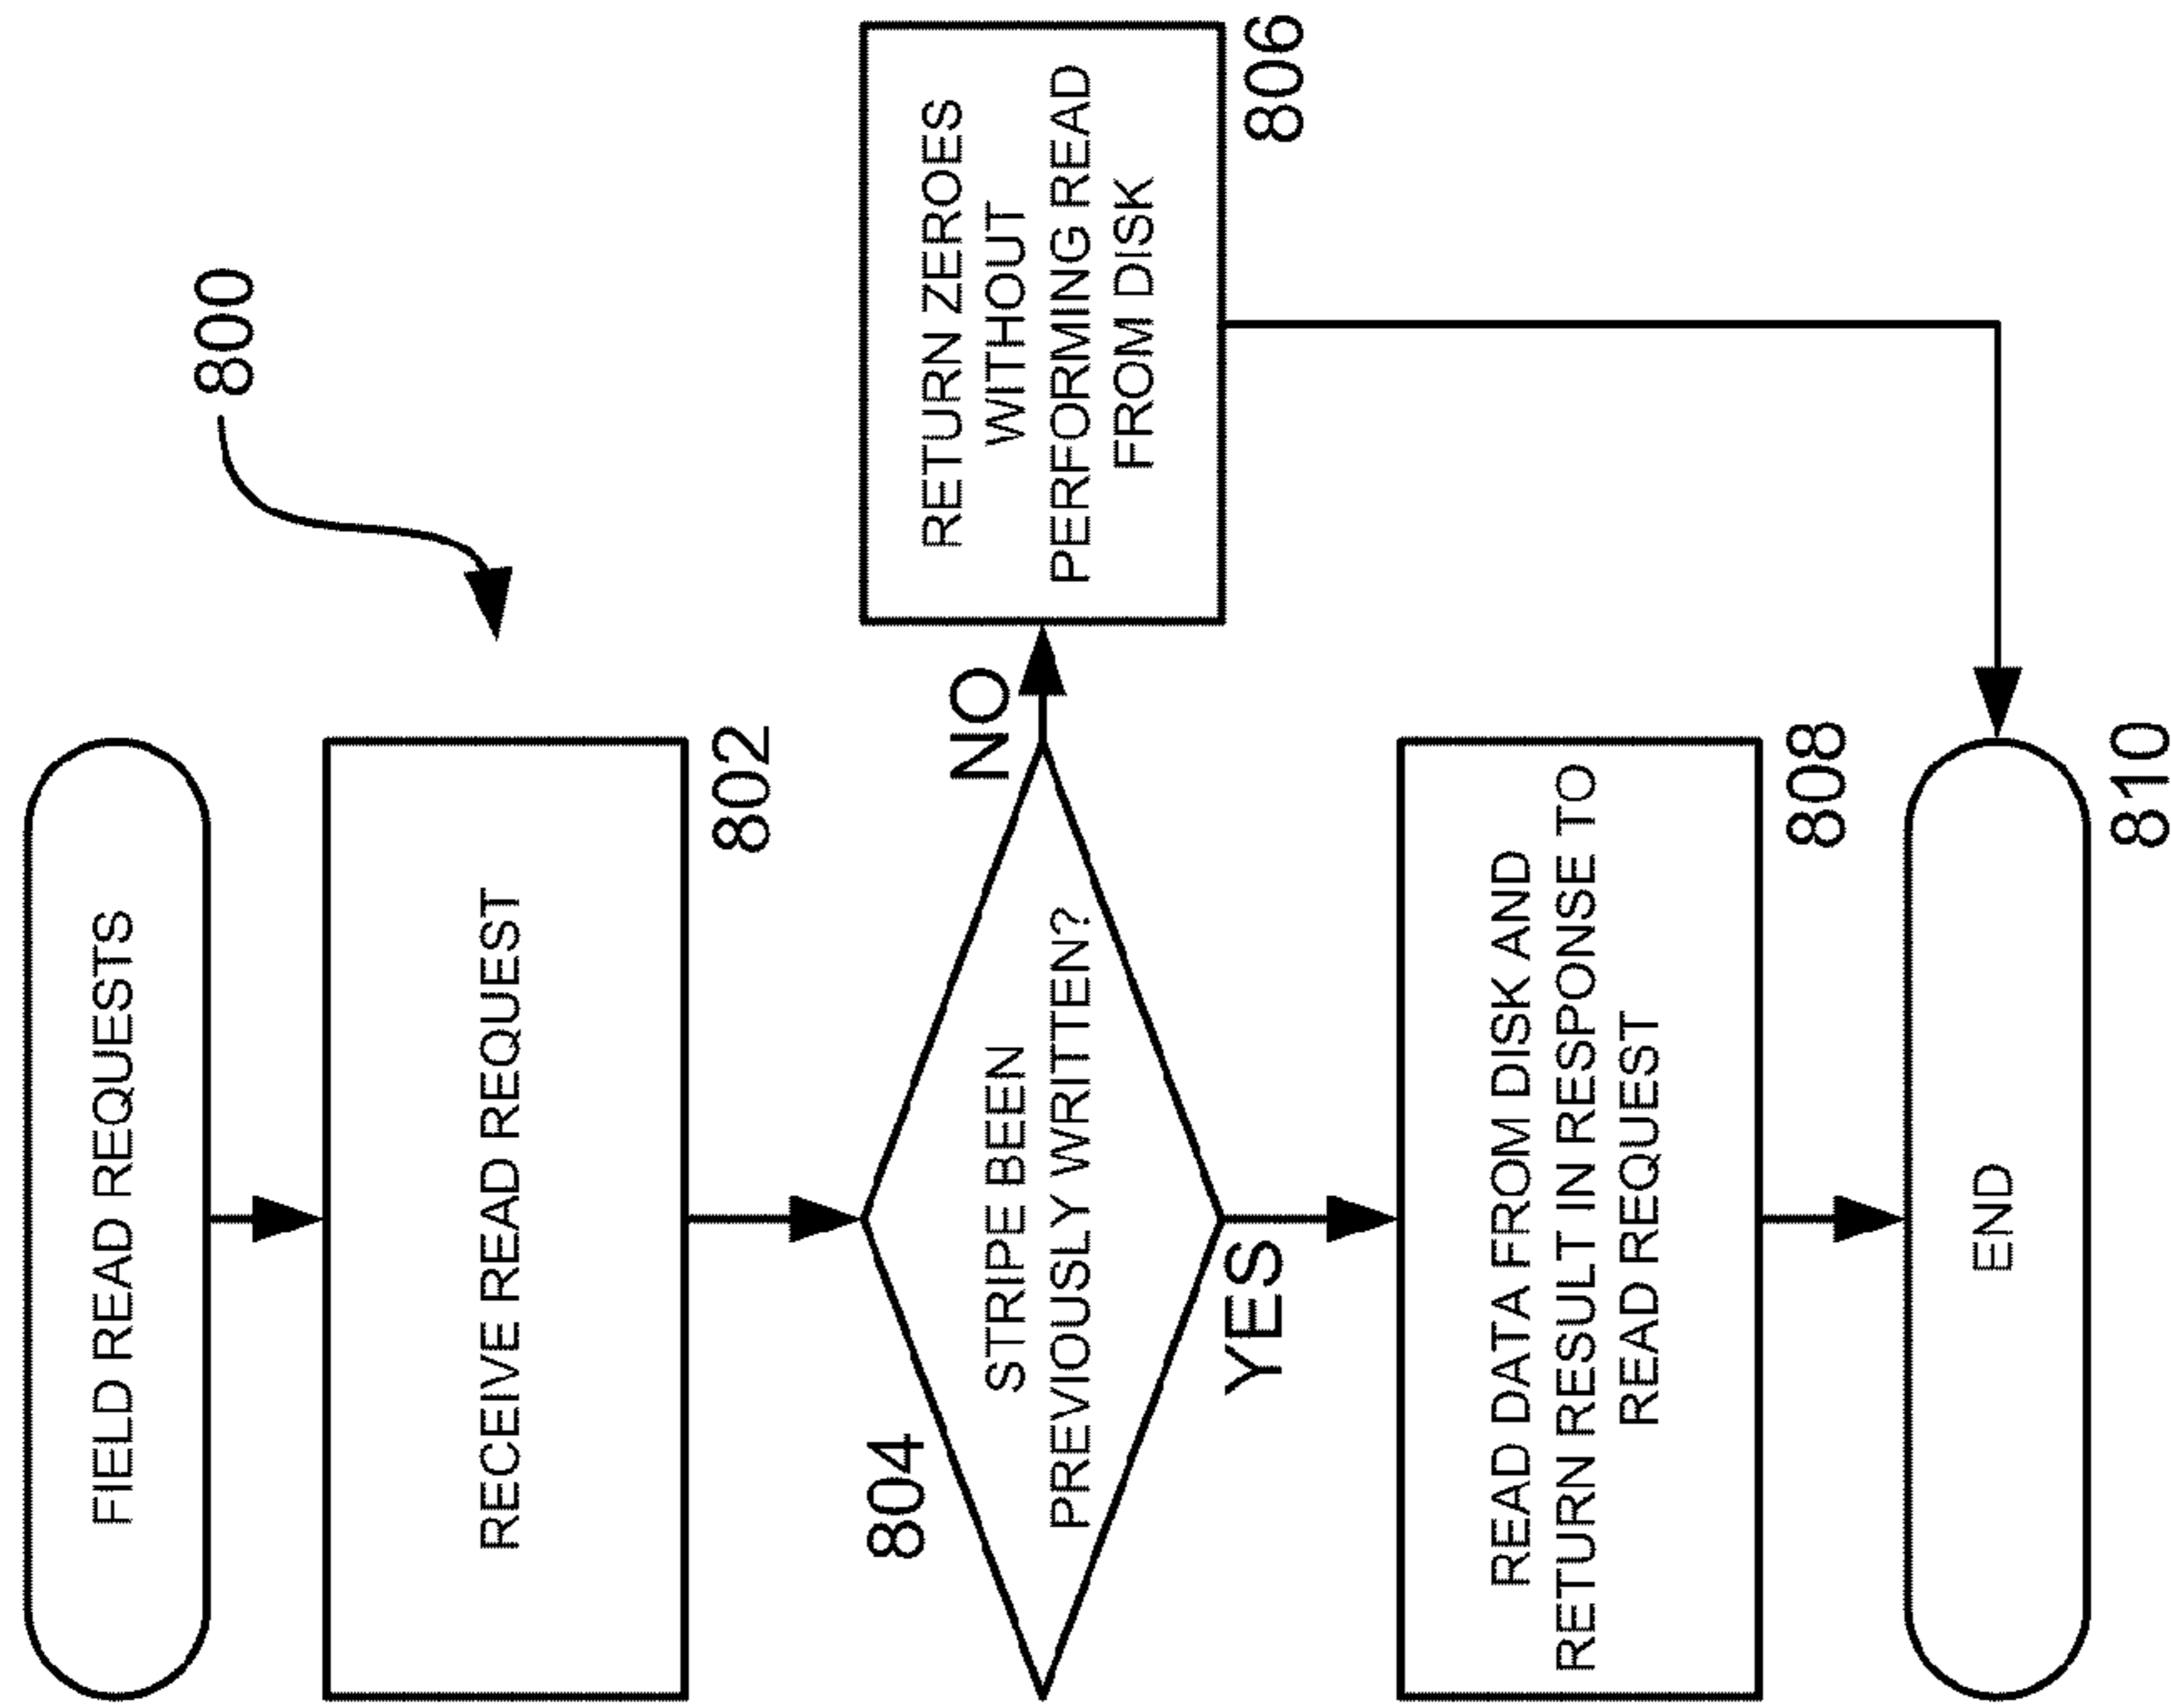 800
FIELD READ REQUESTS
RECEIVE READ REQUEST
802
804
STRIPE BEEN
PREVIOUSLY WRITTEN?
NO
YES
RETURN ZEROES
WITHOUT
PERFORMING READ
FROM DISK
806
READ DATA FROM DISK AND
RETURN RESULT IN RESPONSE TO
READ REQUEST
808
END
810